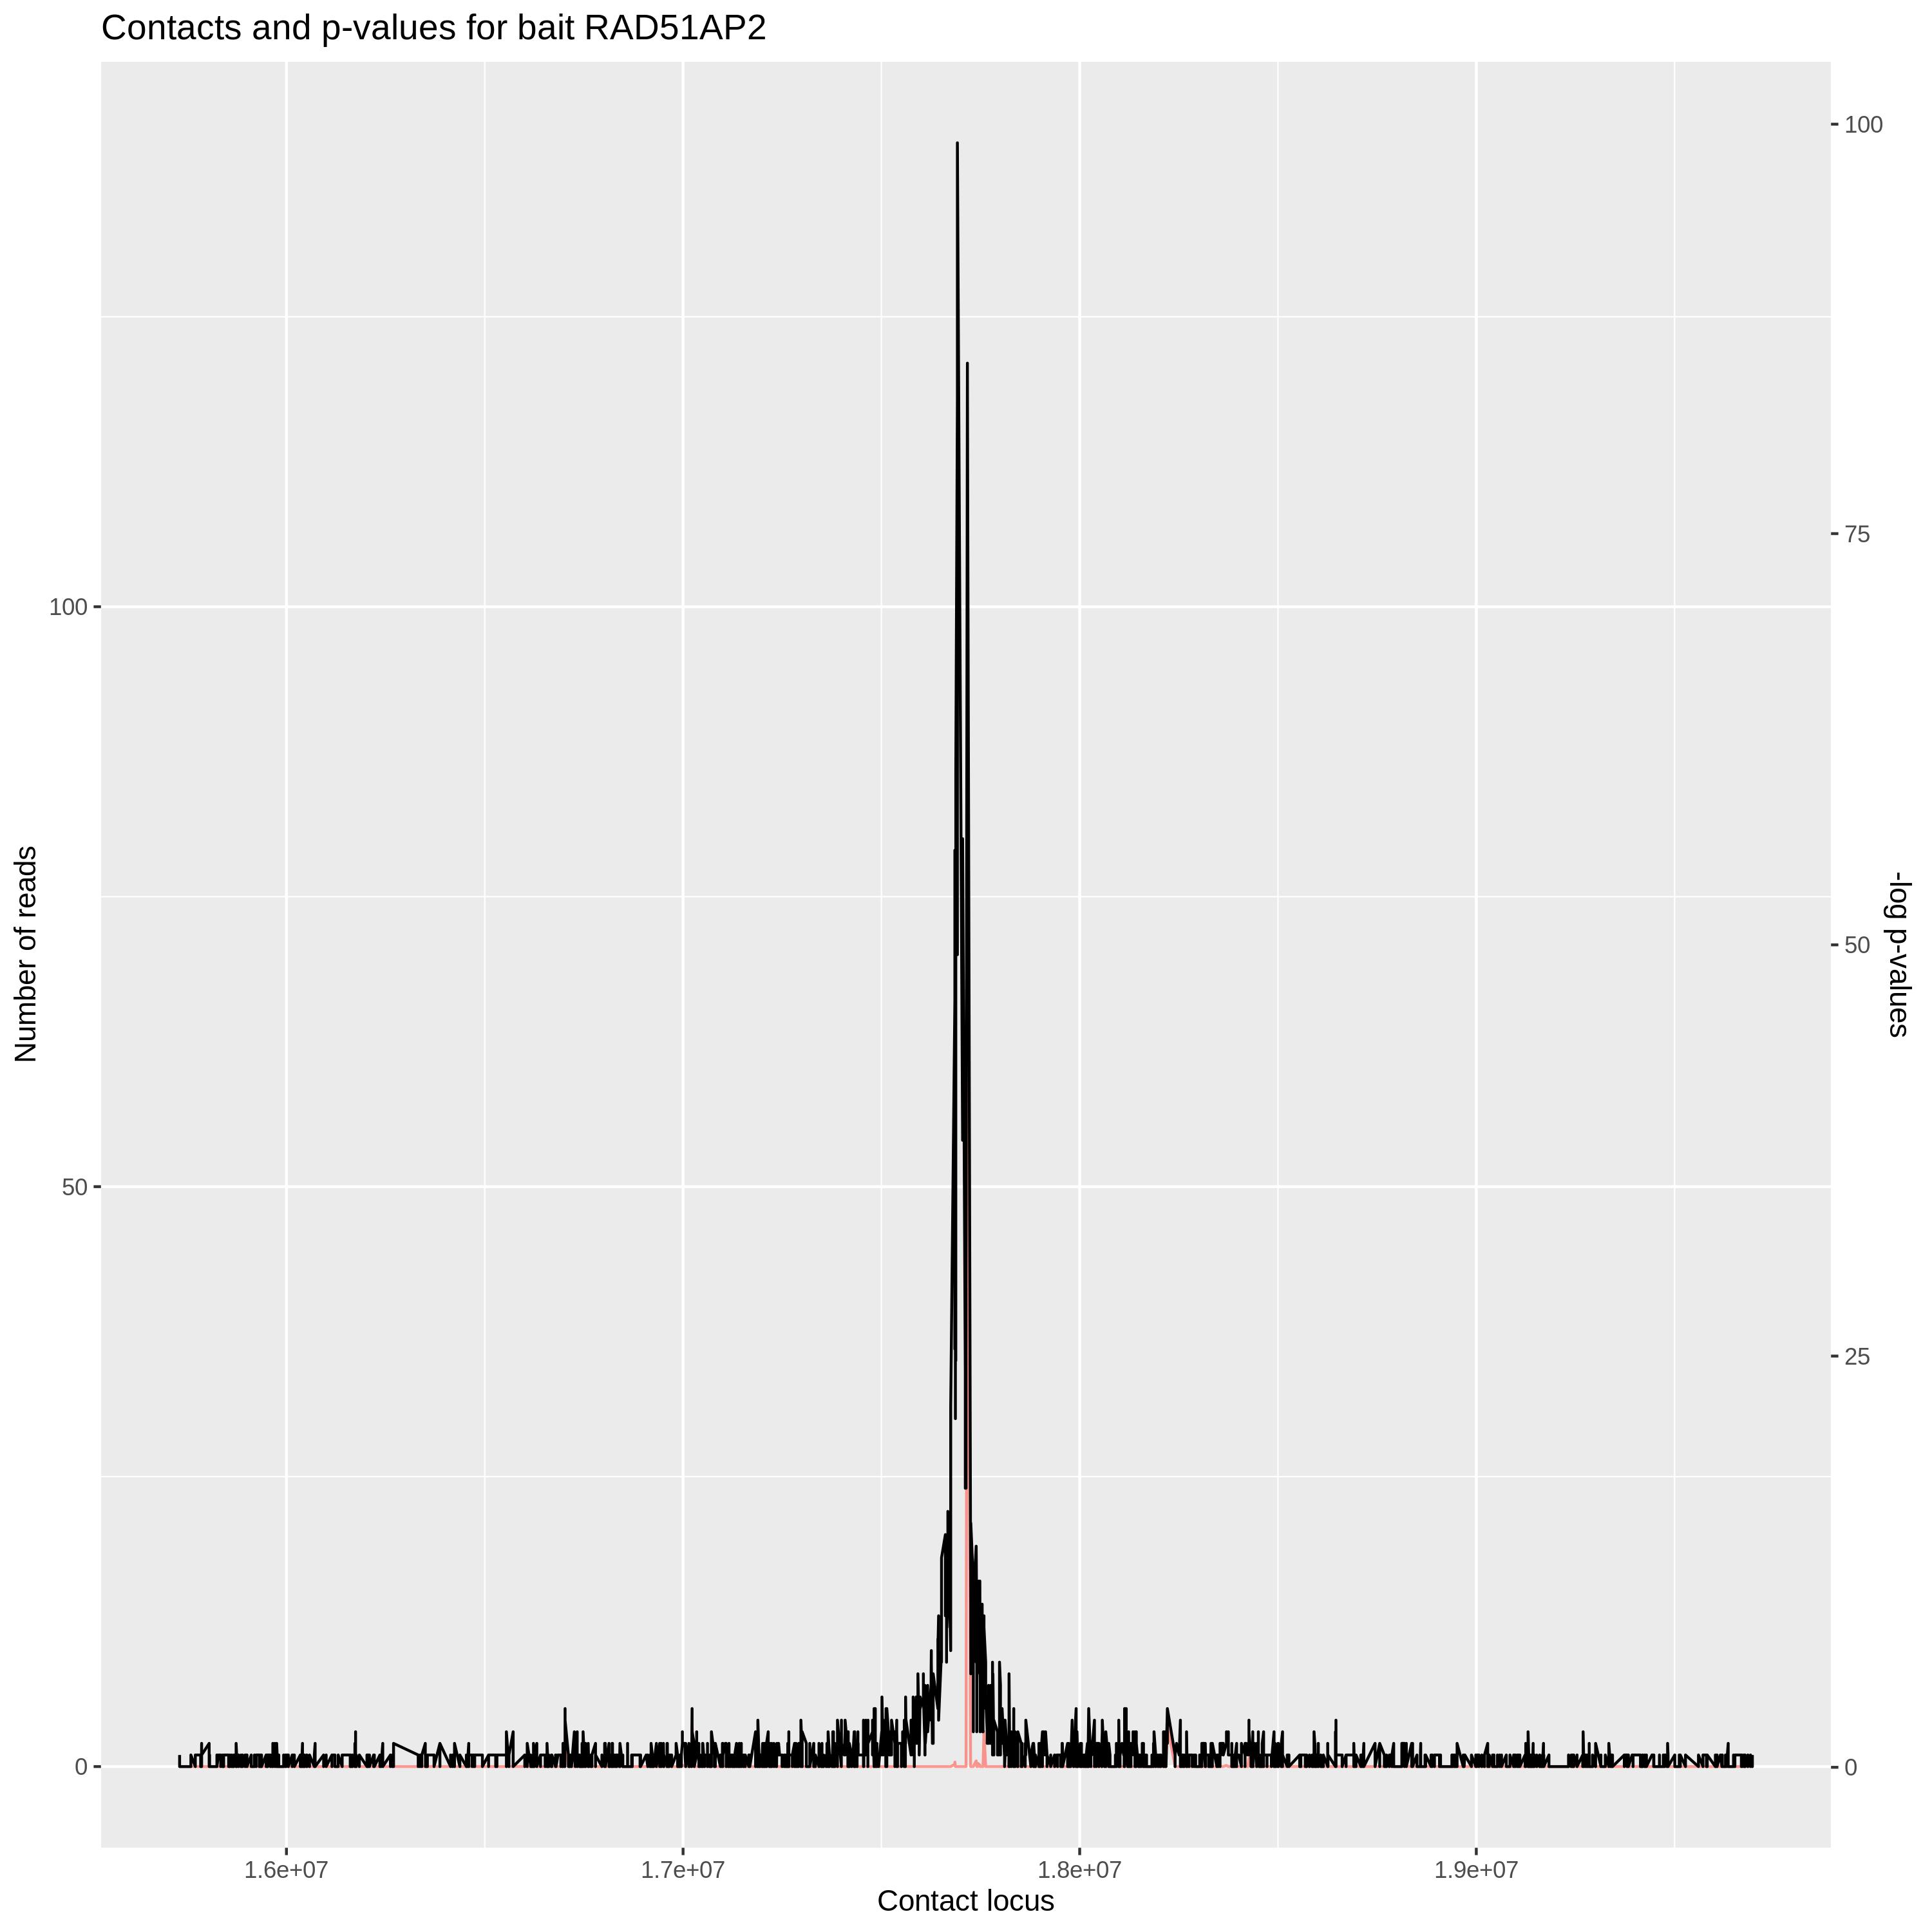 Contacts and p-values for bait RAD51AP2
100
50
0
Number of reads
100
75
50
25
0
-log p-values
1.6e+07 1.7e+07 1.8e+07 1.9e+07
Contact locus